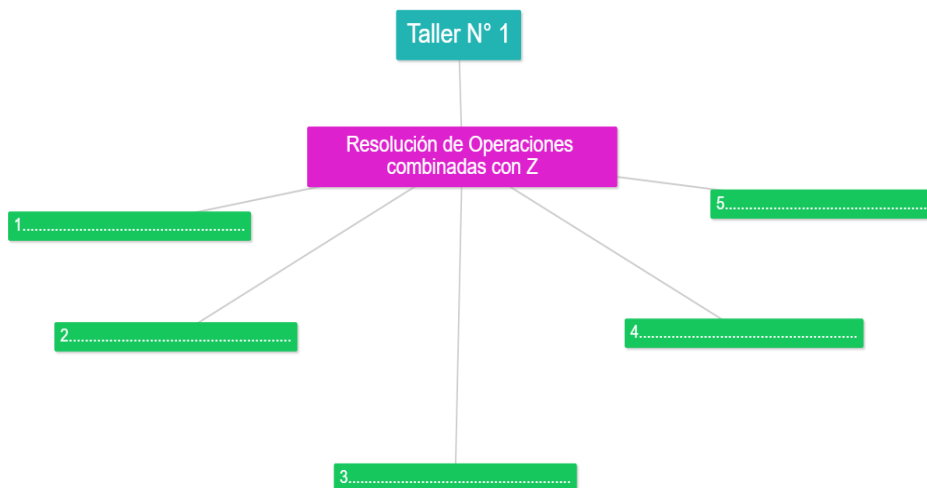 Taller N° 1
Resolución de Operaciones
combinadas con Z
1.......................................................
2.......................................................
3.......................................................
4......................................................
5..................................................